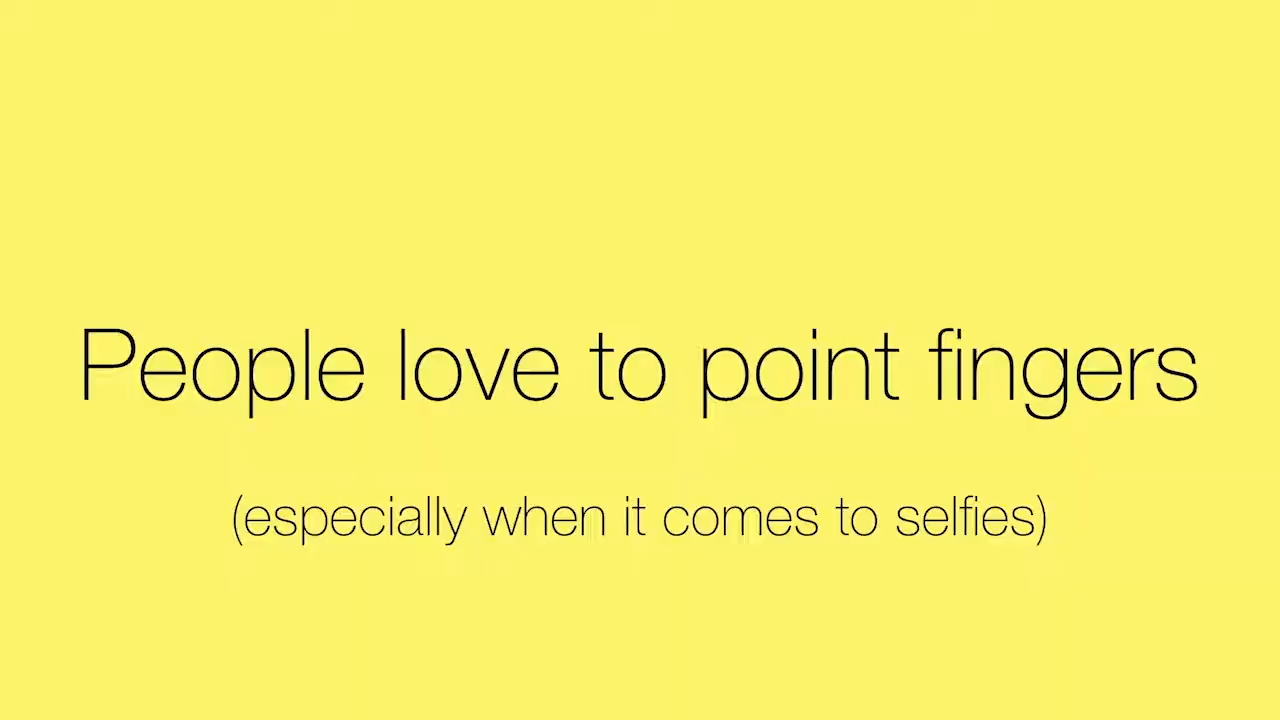 People love to point fingers
(especially when it comes to selfies)